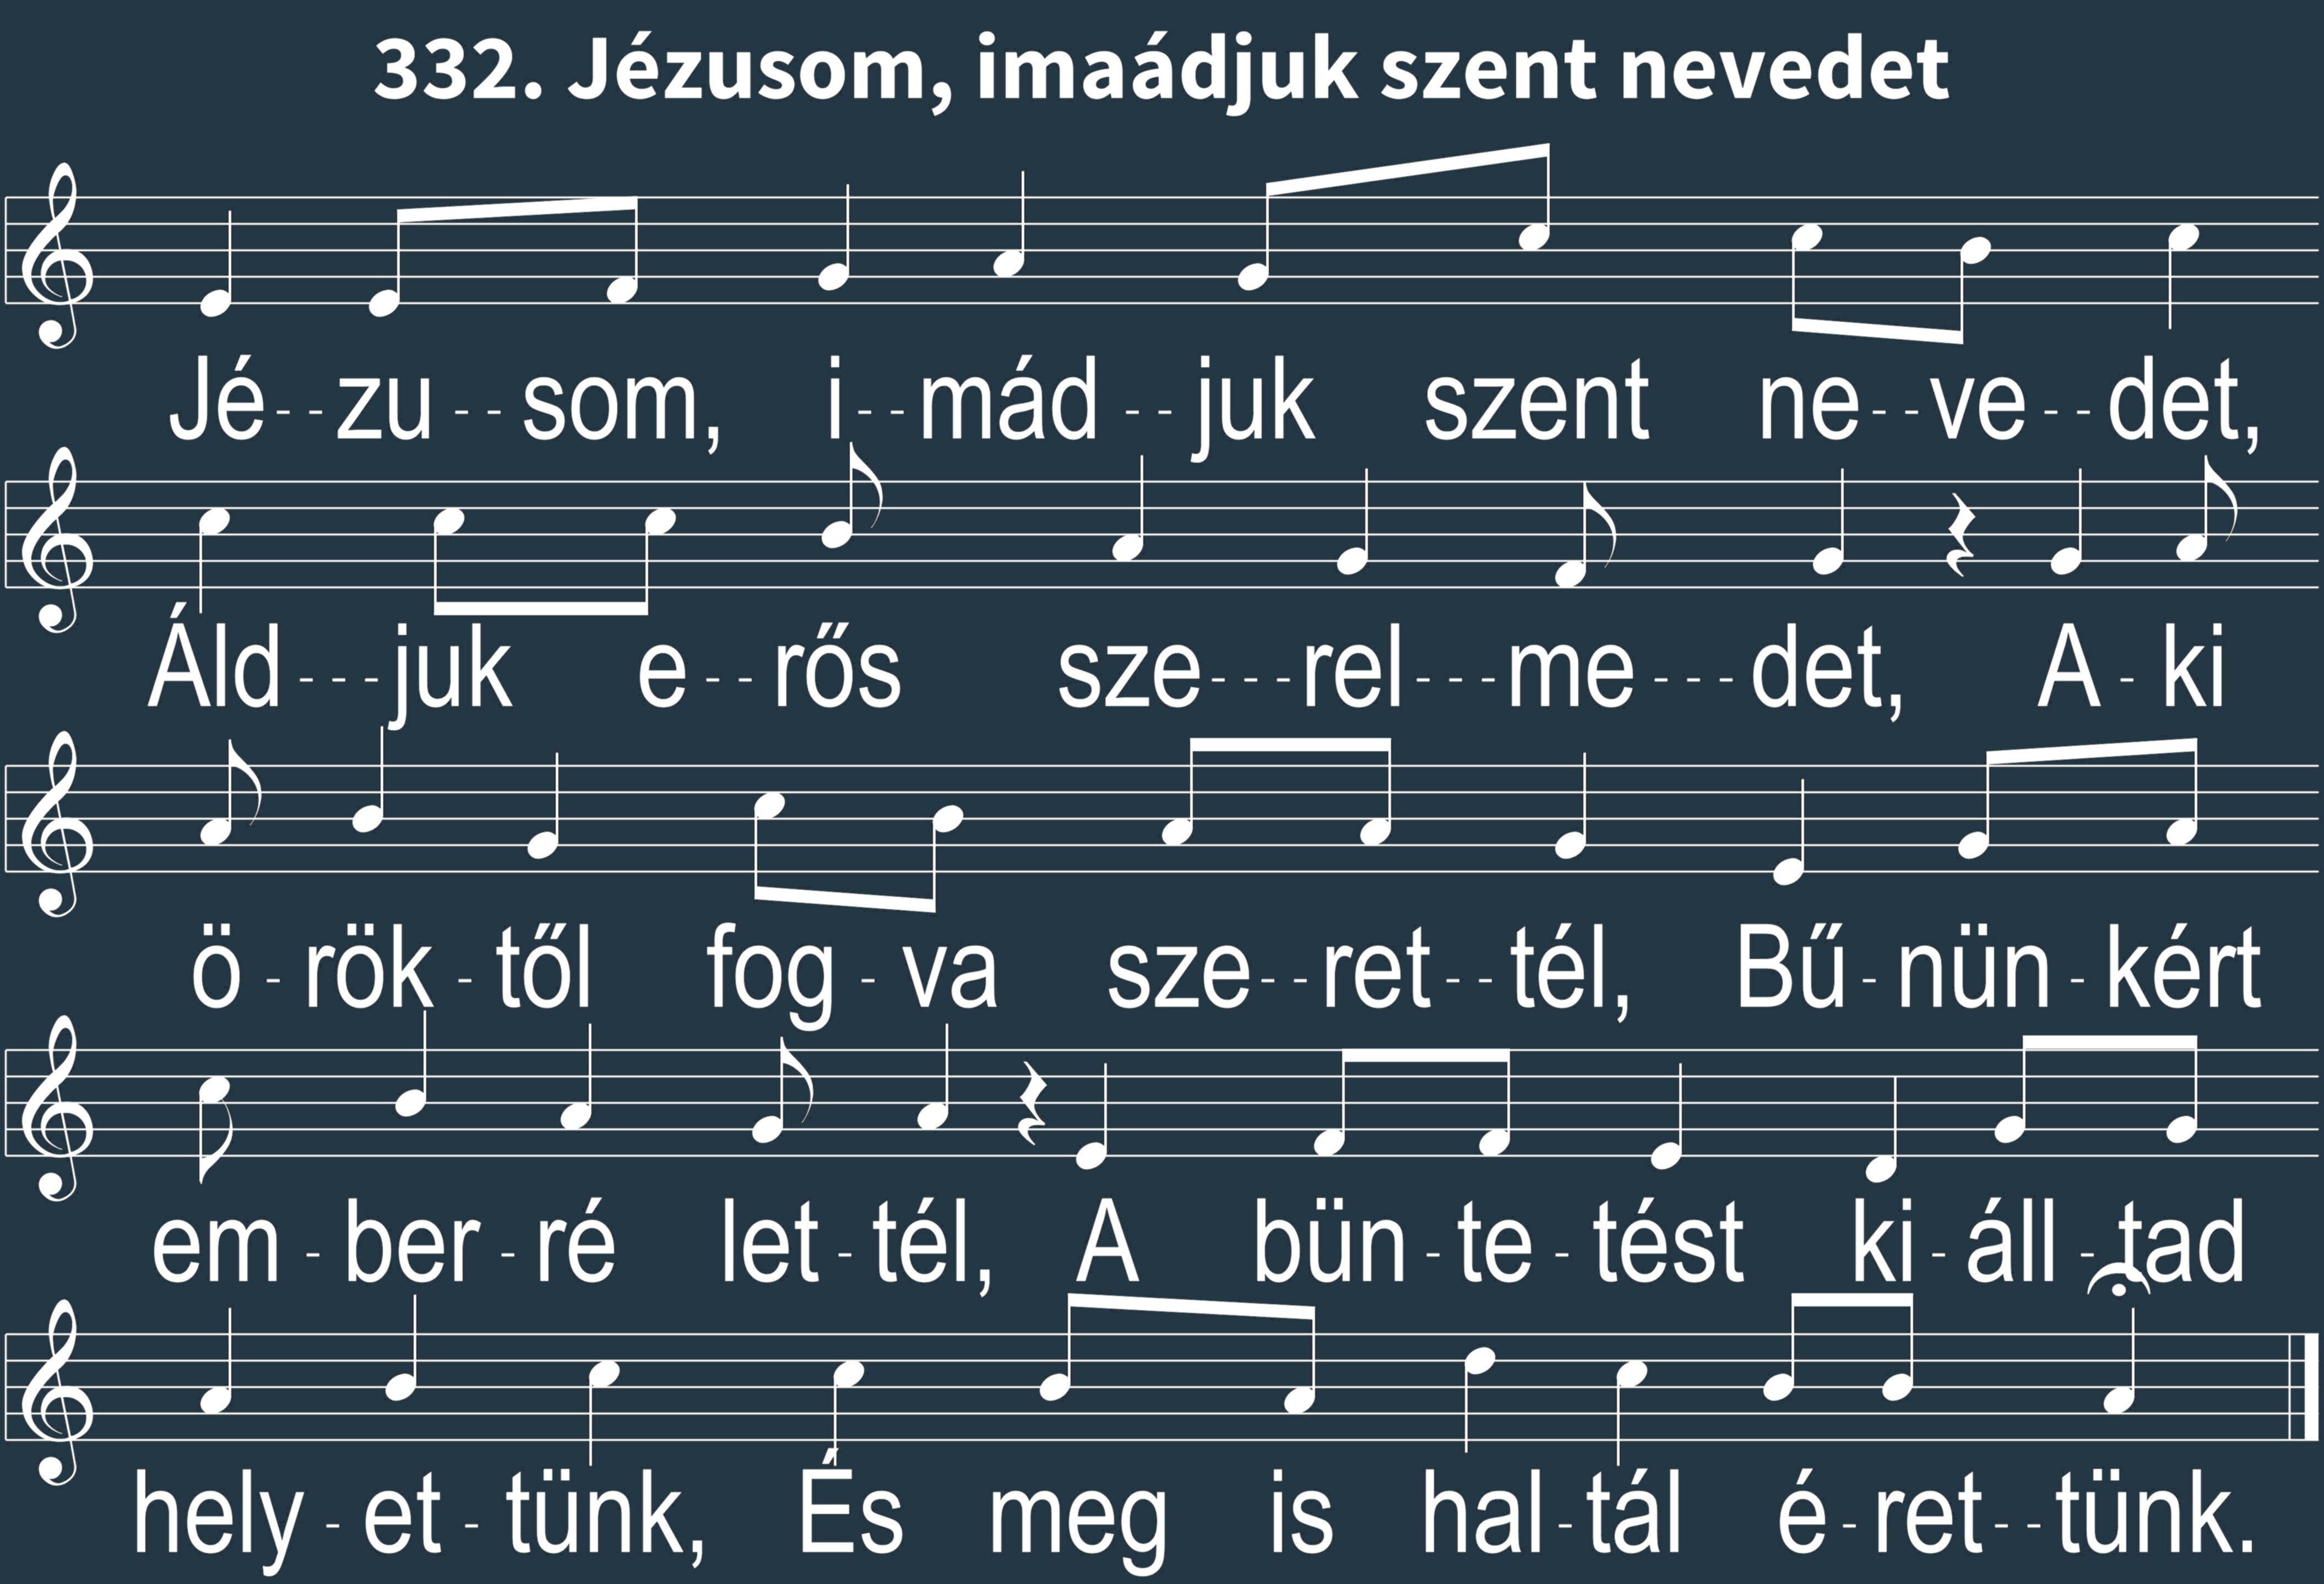 332. Jézusom, imaádjuk szent nevedet
Jé--zu--som, i--mád--juk szent ne--ve--det,
Áld---juk e--rős sze---rel---me---det, A-ki
ö-rök-től fog-va sze--ret--tél, Bű-nün-kért
em-ber-ré let-tél, A bün-te-tést ki-áll-tad
hely-et-tünk, És meg is hal-tál é-ret--tünk.